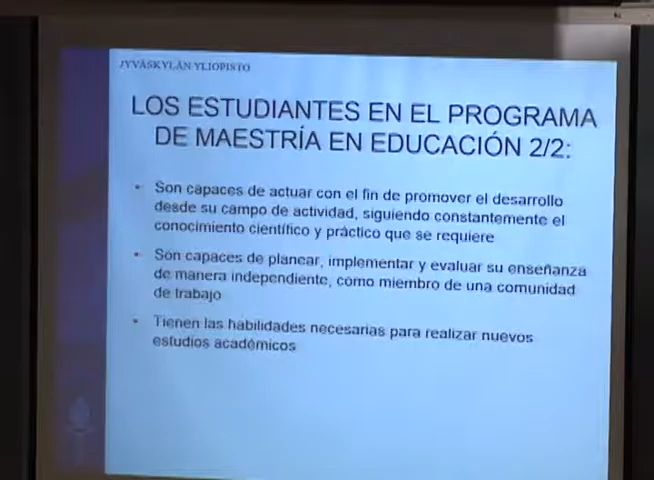 JYVÄSKYLÄN YLIOPISTO
LOS ESTUDIANTES EN EL PROGRAMA
DE MAESTRÍA EN EDUCACIÓN 2/2:
• Son capaces de actuar con el fin de promover el desarrollo
desde su campo de actividad, siguiendo constantemente el
conocimiento científico y práctico que se requiere
• Son capaces de planear, implementar y evaluar su enseñanza
de manera independiente, como miembro de una comunidad
de trabajo
• Tienen las habilidades necesarias para realizar nuevos
estudios académicos